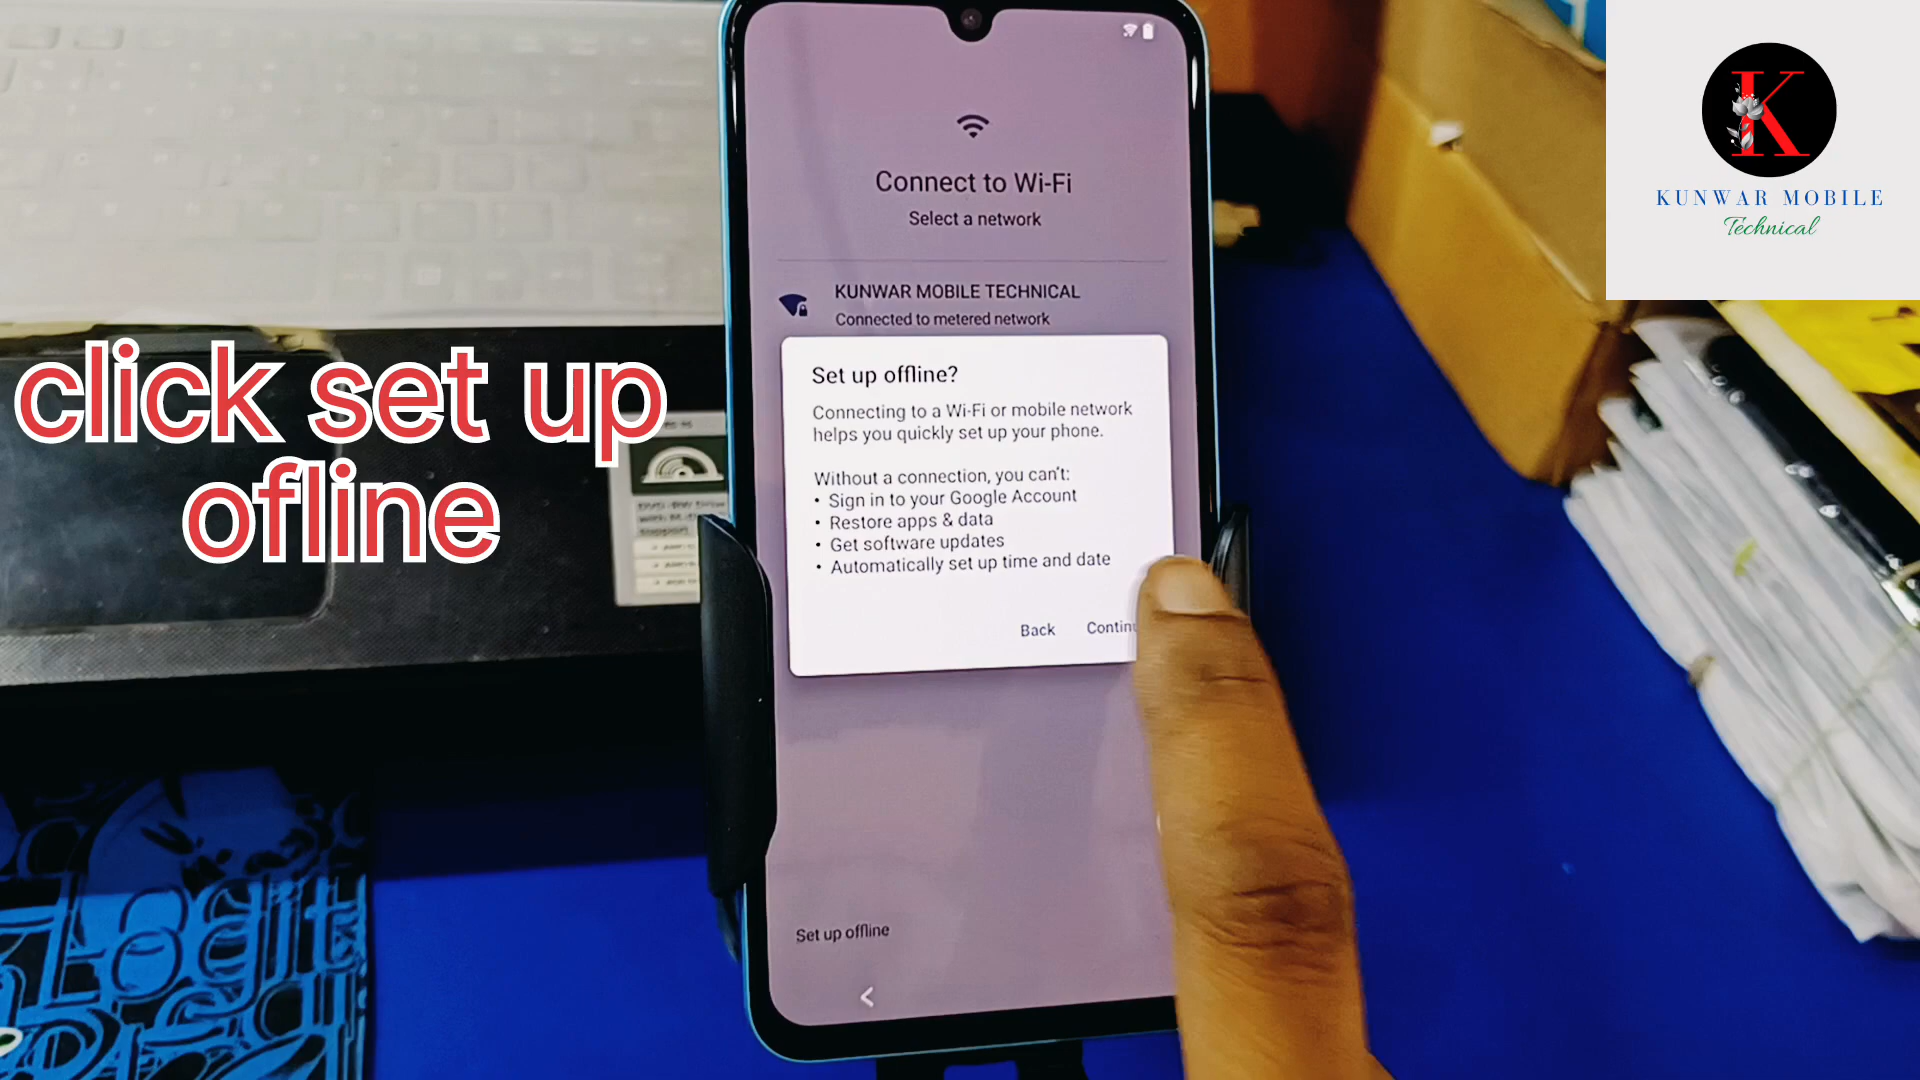 K
KUNWAR MOBILE
Technical
Connect to Wi-Fi
Select a network
KUNWAR MOBILE TECHNICAL
Connected to metered network
click set up
ofline
Set up offline?
Connecting to a Wi-Fi or mobile network
helps you quickly set up your phone.
Without a connection, you can't:
• Sign in to your Google Account
• Restore apps & data
• Get software updates
• Automatically set up time and date
Back
Set up offline
Logit